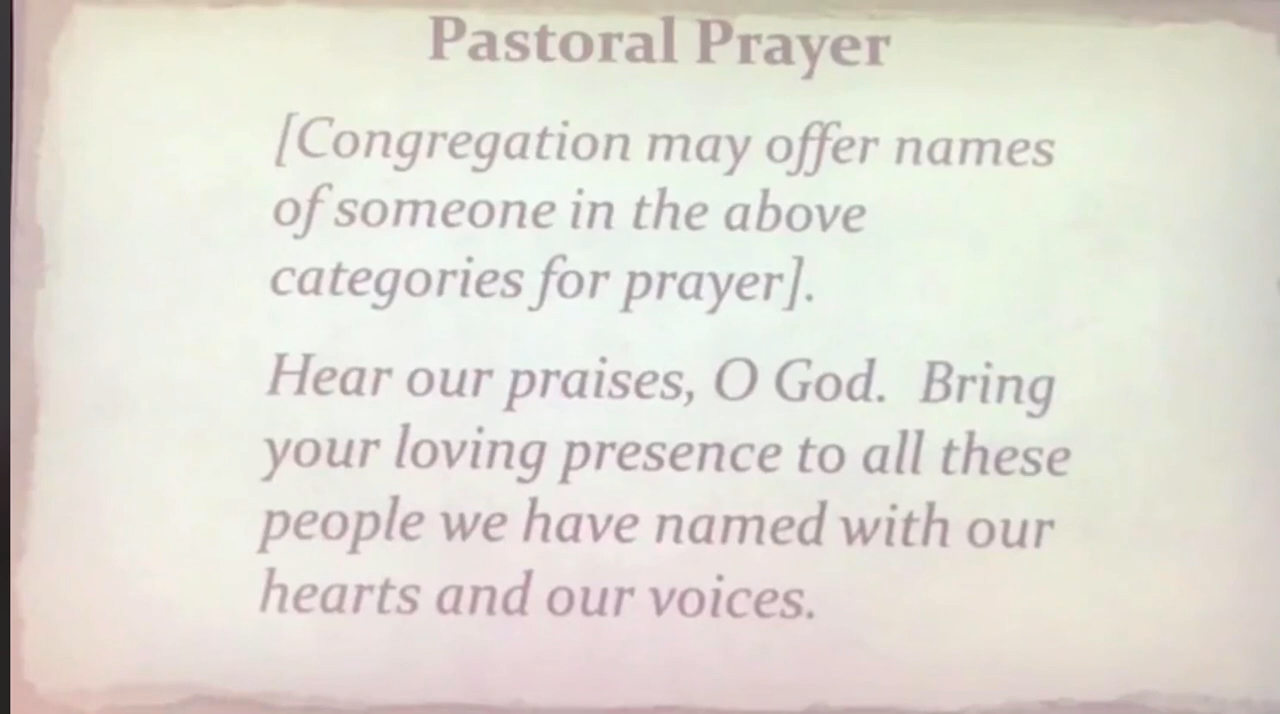 Pastoral Prayer
[Congregation may offer names
of someone in the above
categories for prayer].
Hear our praises, O God.  Bring
your loving presence to all these
people we have named with our
hearts and our voices.